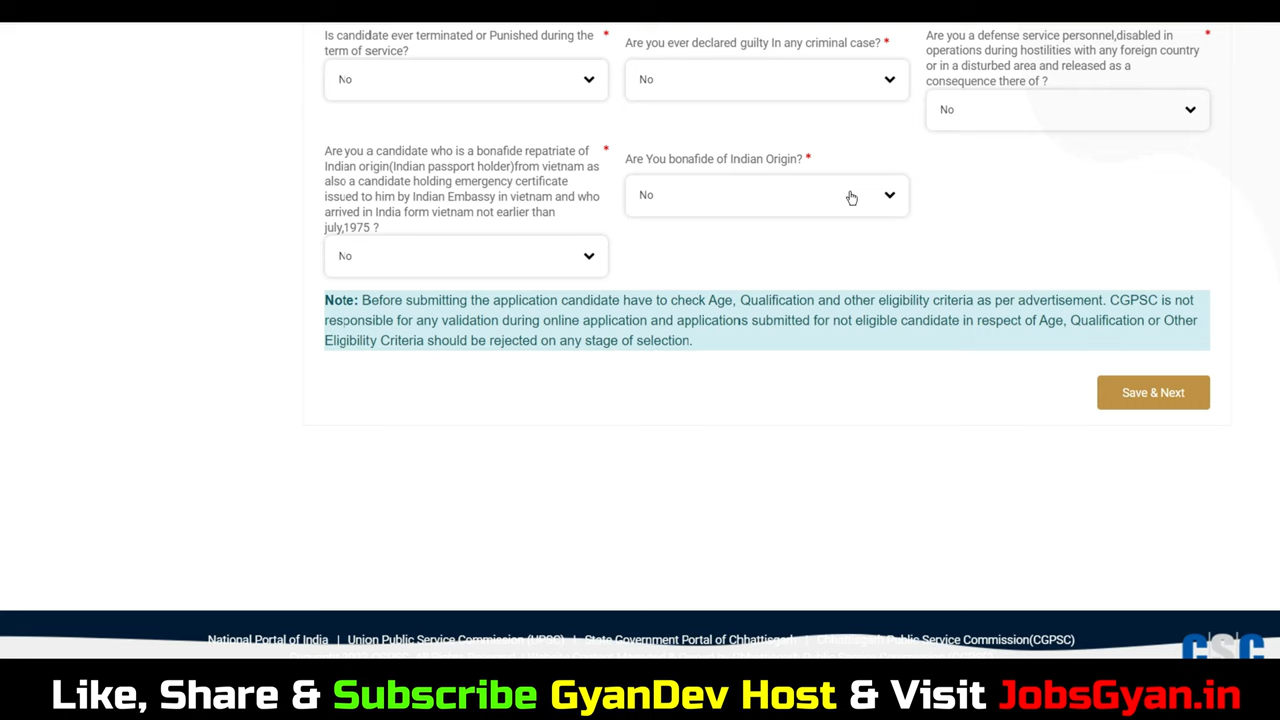 Is candidate ever terminated or Punished during the
term of service? *
No
Are you ever declared guilty In any criminal case? *
No
Are you a defense service personnel,disabled in *
operations during hostilities with any foreign country
or in a disturbed area and released as a
consequence there of ?
No
Are you a candidate who is a bonafide repatriate of *
Indian origin(Indian passport holder)from vietnam as
also a candidate holding emergency certificate
issued to him by Indian Embassy in vietnam and who
arrived in India form vietnam not earlier than
july,1975 ?
No
Are You bonafide of Indian Origin? *
No
Note: Before submitting the application candidate have to check Age, Qualification and other eligibility criteria as per advertisement. CGPSC is not
responsible for any validation during online application and applications submitted for not eligible candidate in respect of Age, Qualification or Other
Eligibility Criteria should be rejected on any stage of selection.
Save & Next
National Portal of India | Union Public Service Commission (UPSC) | State Government Portal of Chhattisgarh | Chhattisgarh Public Service Commission(CGPSC)
CSC
Like, Share & Subscribe GyanDev Host & Visit JobsGyan.in